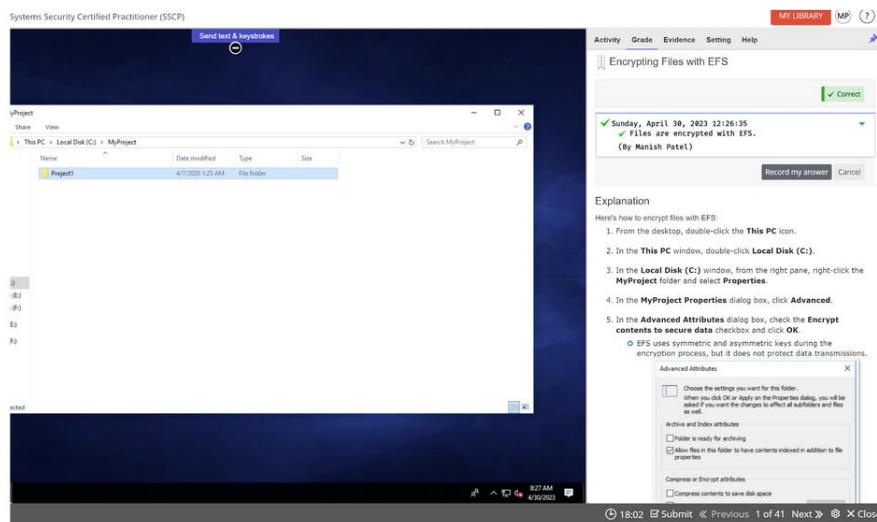 Systems Security Certified Practitioner (SSCP)
MY LIBRARY
MP
?
Send text & keystrokes
Activity Grade Evidence Setting Help
Encrypting Files with EFS
✓ Correct
Sunday, April 30, 2023 12:26:35
✓ Files are encrypted with EFS.
(By Manish Patel)
Record my answer Cancel
Explanation
Here's how to encrypt files with EFS:
1. From the desktop, double-click the This PC icon.
2. In the This PC window, double-click Local Disk (C:).
3. In the Local Disk (C:) window, from the right pane, right-click the
MyProject folder and select Properties.
4. In the MyProject Properties dialog box, click Advanced.
5. In the Advanced Attributes dialog box, check the Encrypt
contents to secure data checkbox and click OK.
EFS uses symmetric and asymmetric keys during the
encryption process, but it does not protect data transmissions.
Advanced Attributes
Choose the settings you want for this folder.
When you click OK or Apply on the Properties dialog, you will be
asked if you want the changes to affect all subfolders and files
as well.
Archive and Index attributes
Folder is ready for archiving
Allow files in this folder to have contents indexed in addition to file
properties
Compress or Encrypt attributes
Compress contents to save disk space
yProject
Share View
This PC › Local Disk (C:) › MyProject
Search MyProject
Name Date modified Type Size
Project1 4/7/2020 1:25 AM File folder
:)
(E:)
(F:)
E:)
F:)
ected
8:27 AM
4/30/2023
18:02 Submit Previous 1 of 41 Next Clos